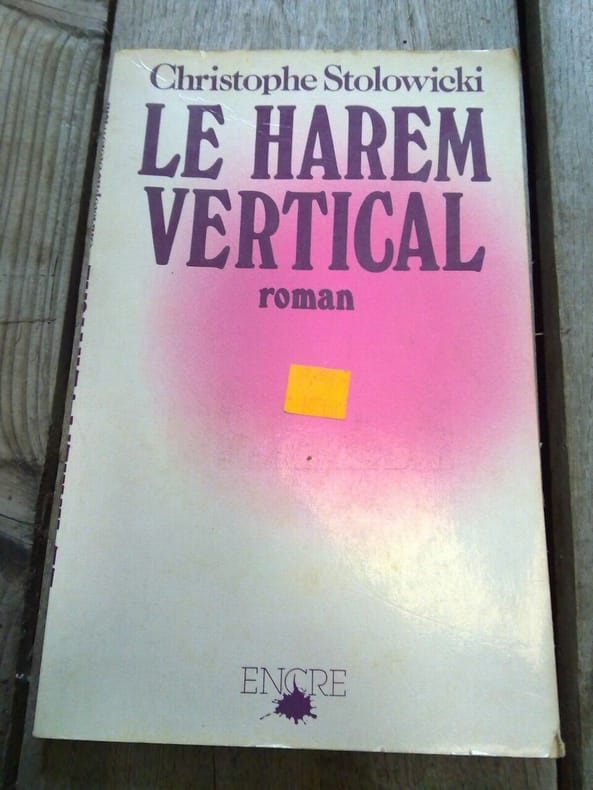 Christophe Stolowicki
LE HAREM
VERTICAL
roman
ENCRE